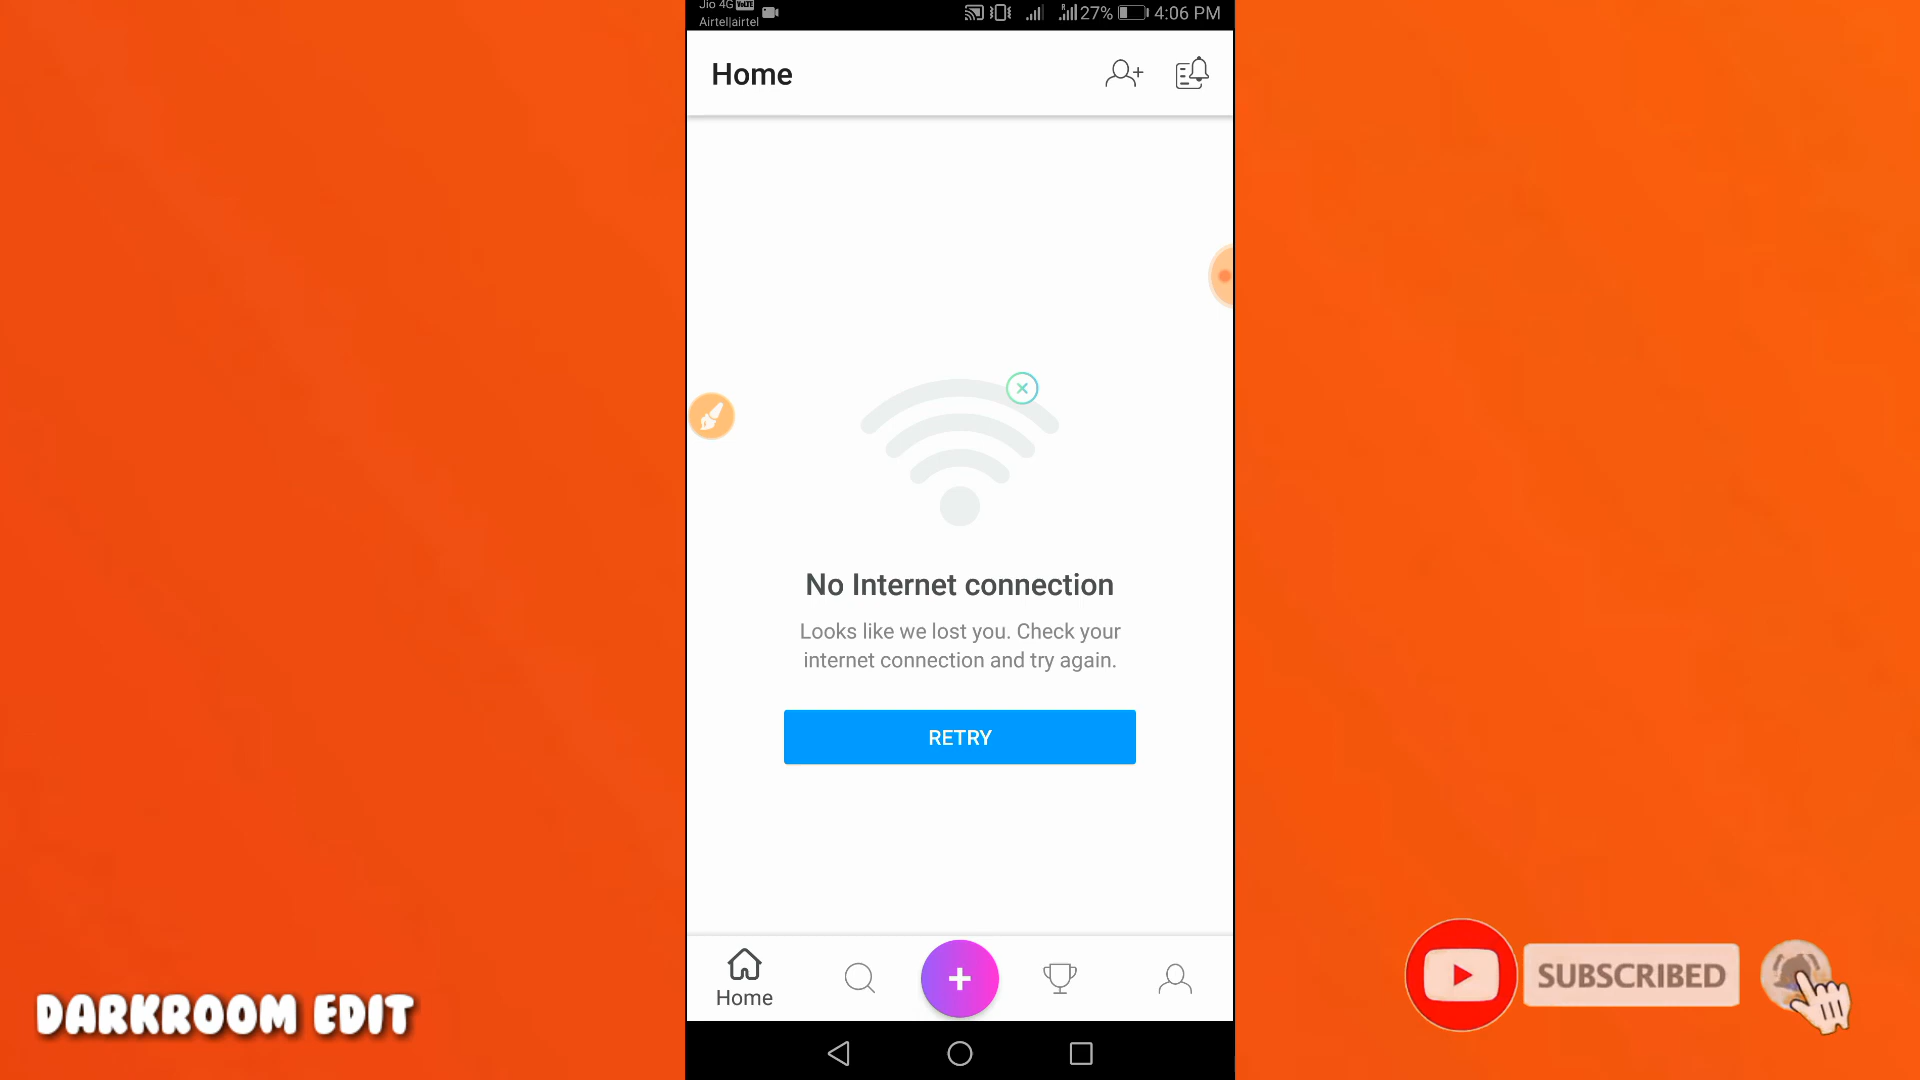 Jio 4G VoLTE
Airtel|airtel
27% 4:06 PM
Home
No Internet connection
Looks like we lost you. Check your
internet connection and try again.
RETRY
Home
DARKROOM EDIT
SUBSCRIBED